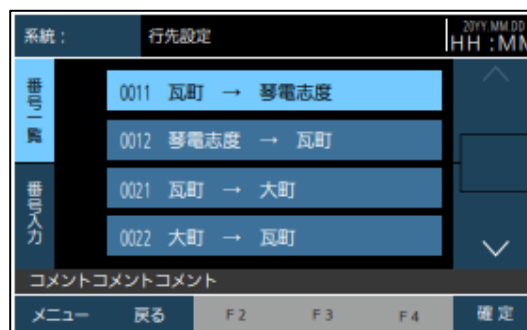 系統： 行先設定 20YY.MM.DD
HH:MM
番号一覧
0011 瓦町 → 琴電志度
0012 琴電志度 → 瓦町
番号入力
0021 瓦町 → 大町
0022 大町 → 瓦町
コメントコメントコメント
メニュー 戻る F2 F3 F4 確定